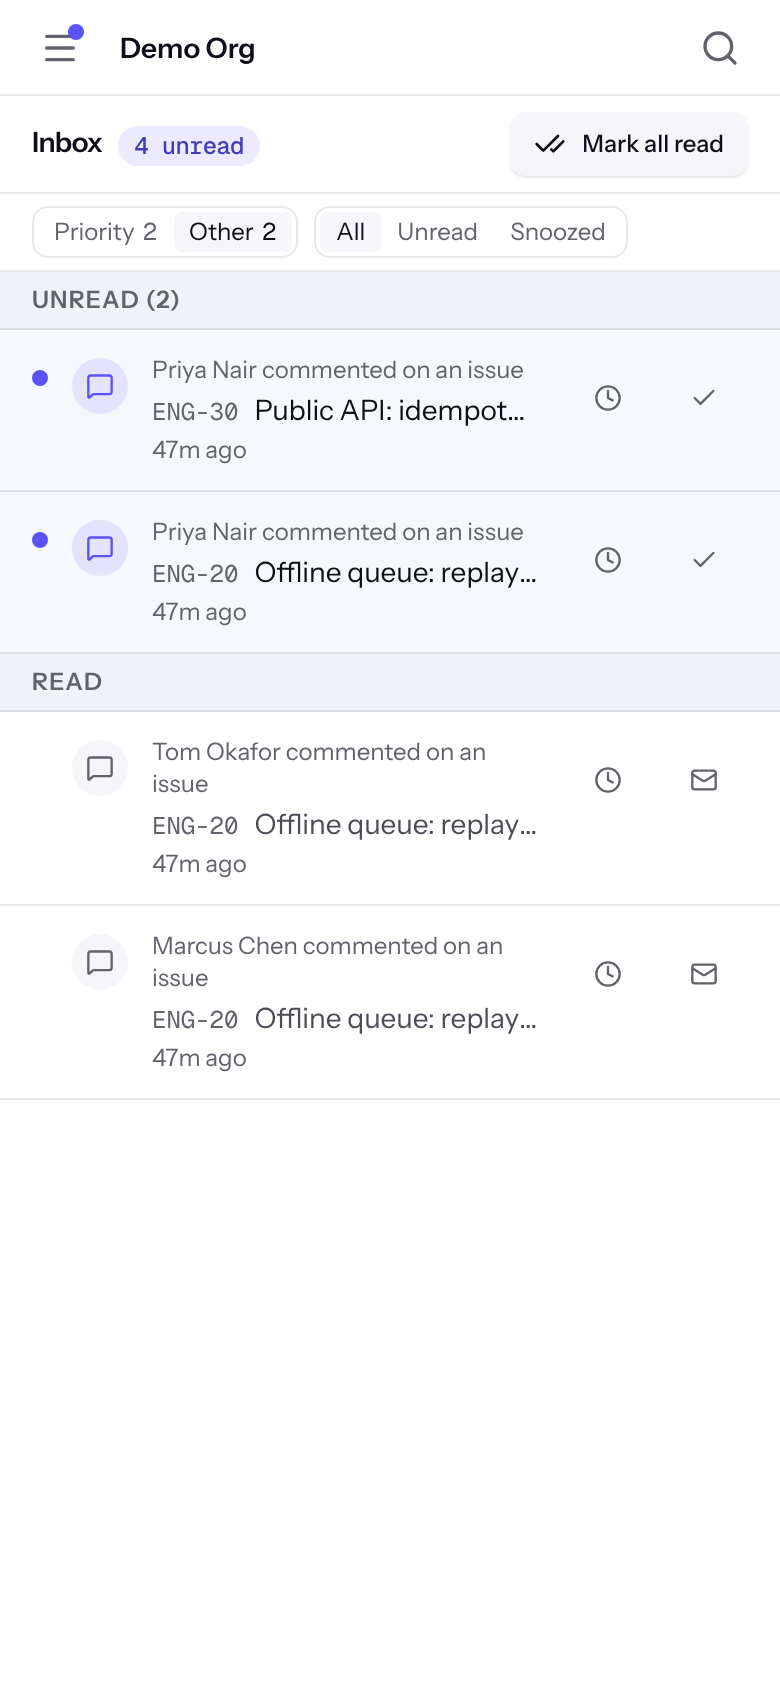 Demo Org
Inbox
4 unread
Mark all read
Priority 2
Other 2
All
Unread
Snoozed
UNREAD (2)
Priya Nair commented on an issue
ENG-30 Public API: idempot...
47m ago
Priya Nair commented on an issue
ENG-20 Offline queue: replay...
47m ago
READ
Tom Okafor commented on an
issue
ENG-20 Offline queue: replay...
47m ago
Marcus Chen commented on an
issue
ENG-20 Offline queue: replay...
47m ago